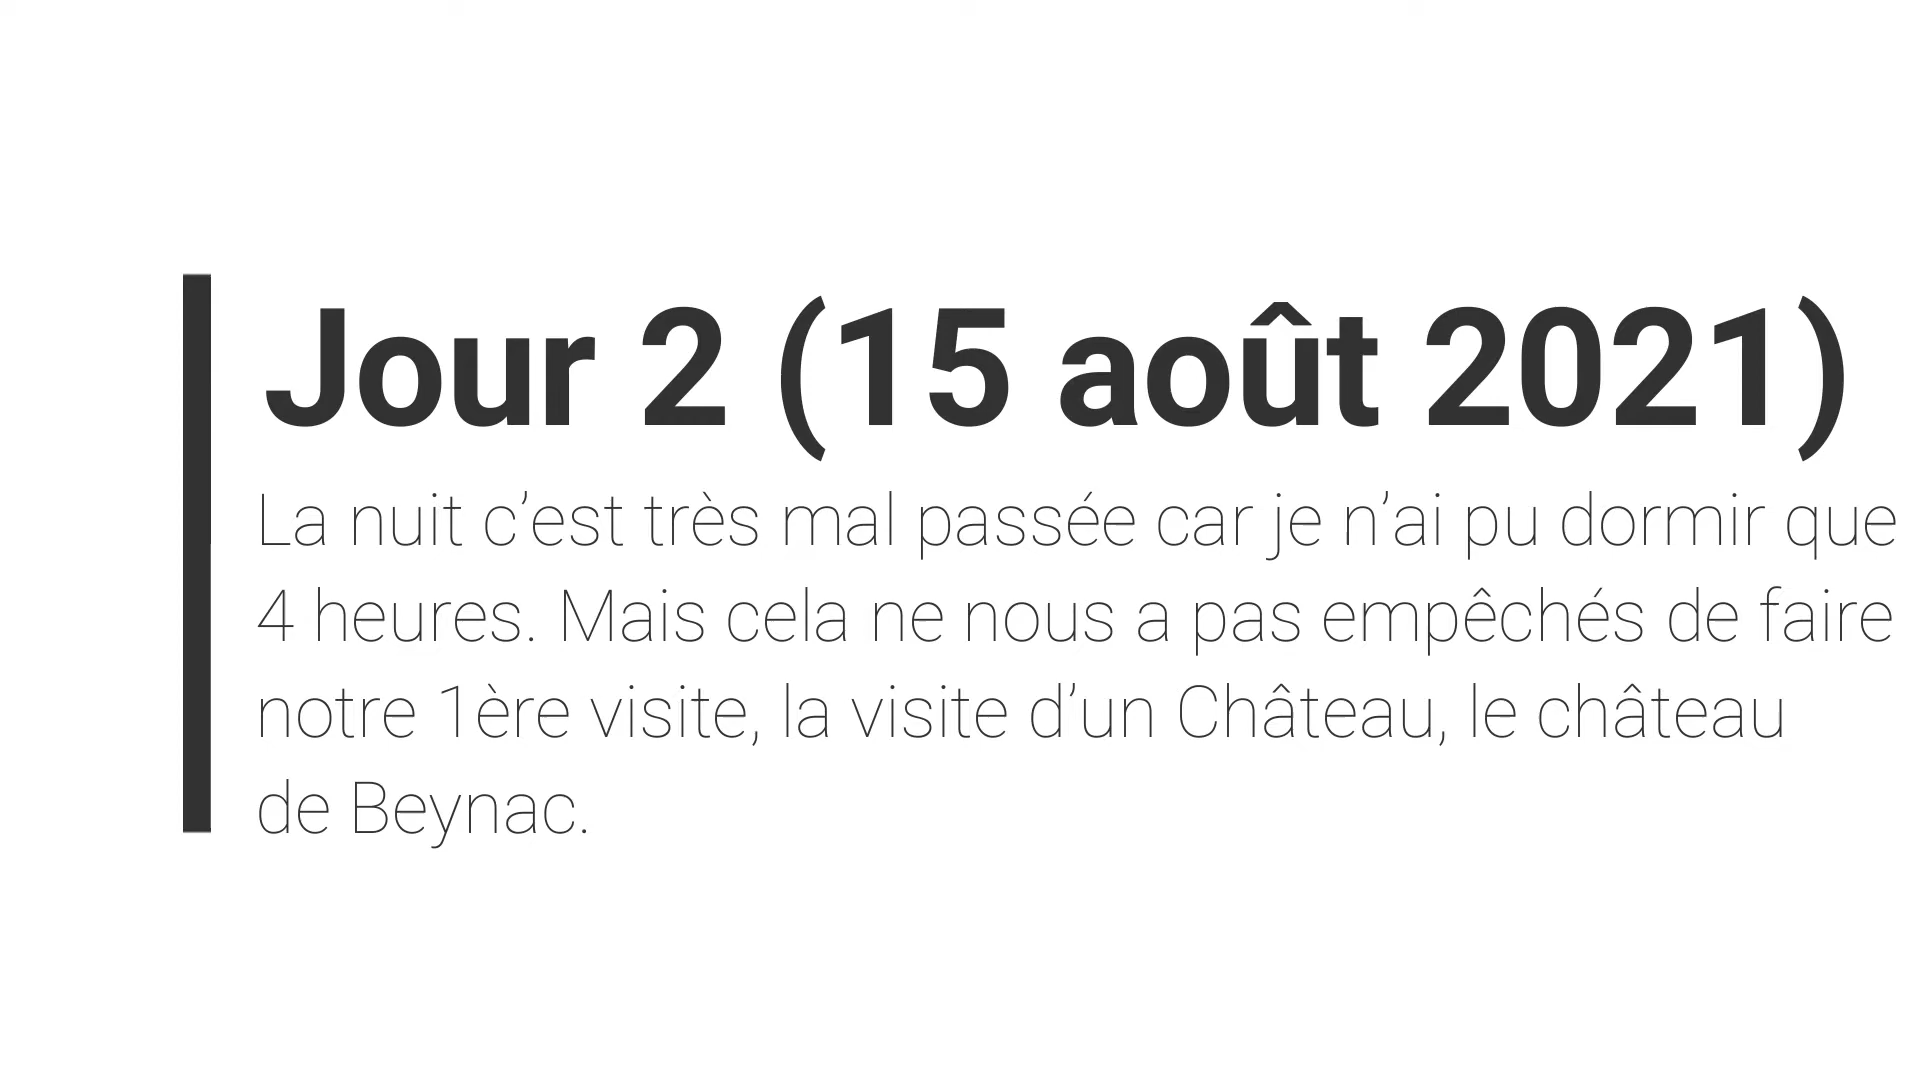 Jour 2 (15 août 2021)
La nuit c’est très mal passée car je n’ai pu dormir que
4 heures. Mais cela ne nous a pas empêchés de faire
notre 1ère visite, la visite d’un Château, le château
de Beynac.